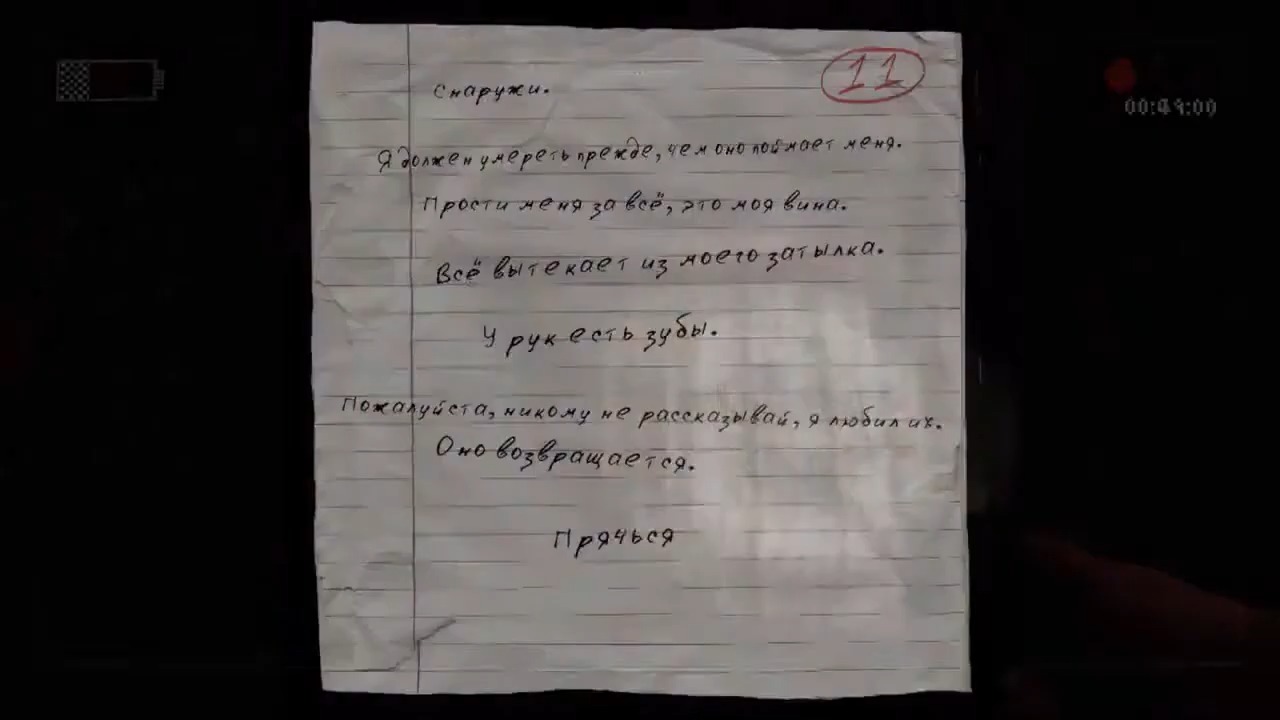 11
Снаружи.
00:49:00
Я должен умереть прежде, чем оно поймает меня.
Прости меня за всё, это моя вина.
Всё вытекает из моего затылка.
У рук есть зубы.
Пожалуйста, никому не рассказывай, я любил их.
Оно возвращается.
Прячься